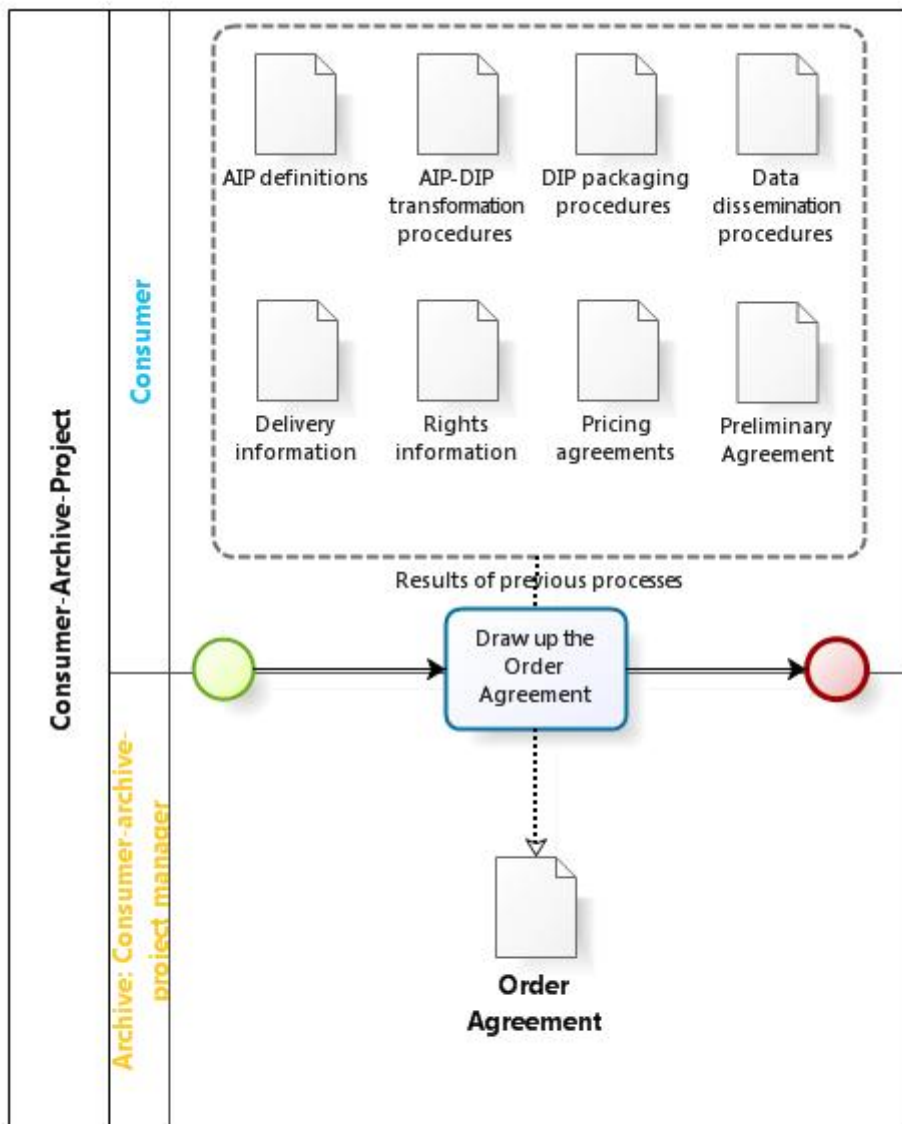 Consumer-Archive-Project
Consumer
AIP definitions
AIP-DIP
transformation
procedures
DIP packaging
procedures
Data
dissemination
procedures
Delivery
information
Rights
information
Pricing
agreements
Preliminary
Agreement
Results of previous processes
Draw up the
Order
Agreement
Archive: Consumer-archive-
project manager
Order
Agreement